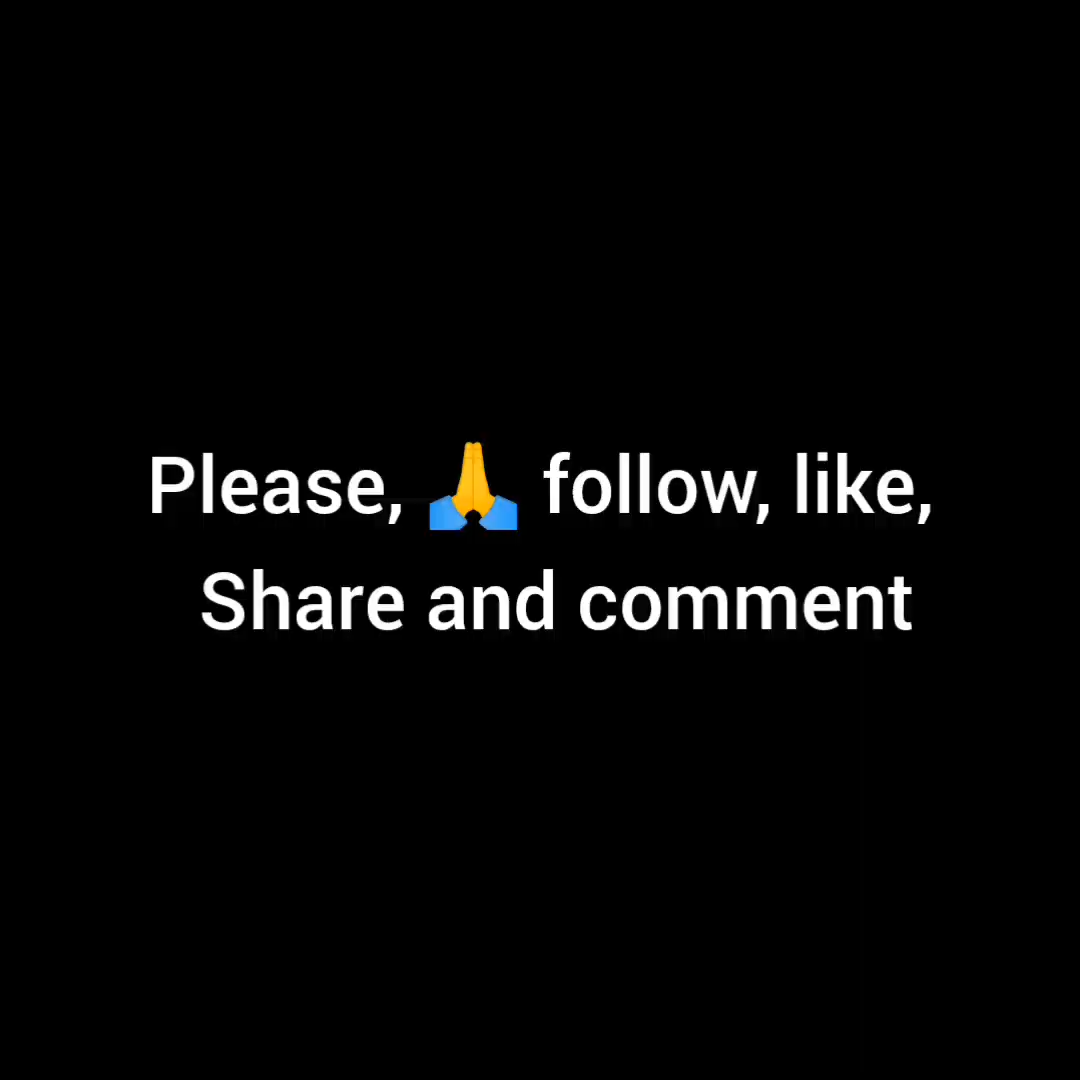 Please, 🙏 follow, like,
Share and comment